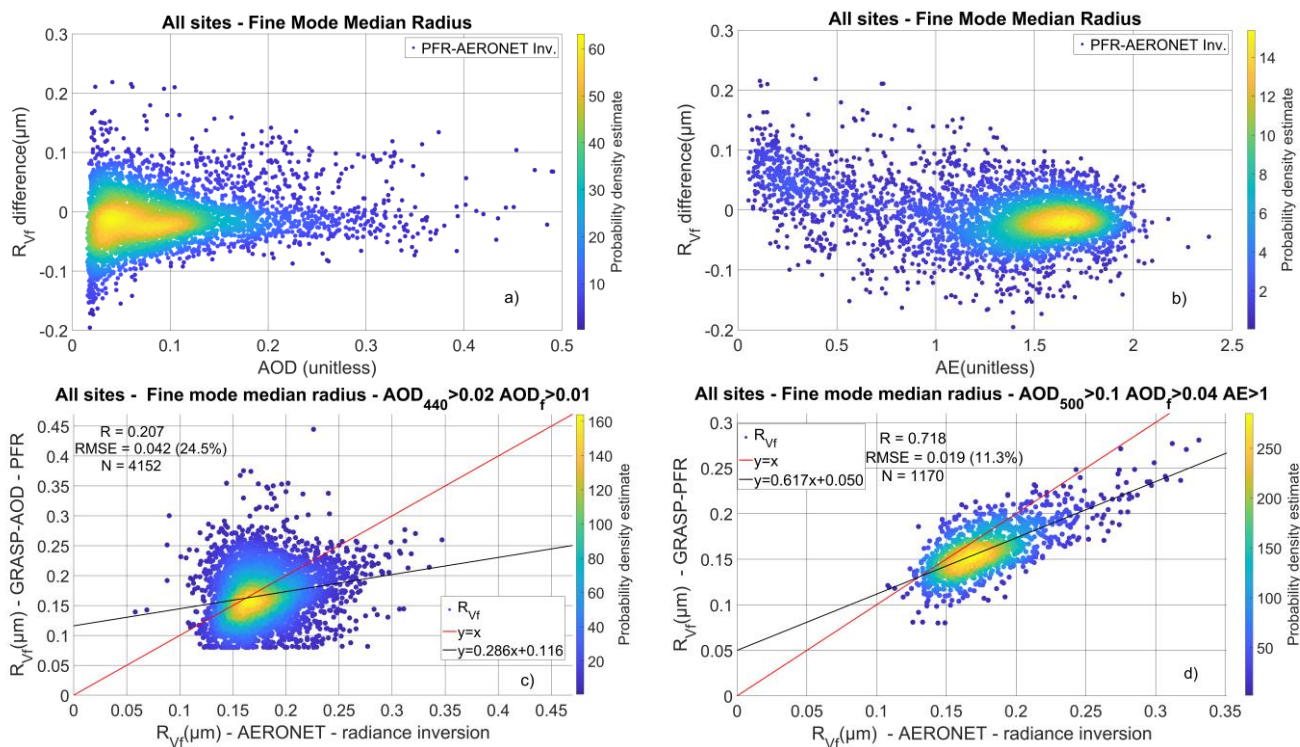 All sites - Fine Mode Median Radius
PFR-AERONET Inv.
R_Vf difference(µm)
0.3
0.2
0.1
0
-0.1
-0.2
0 0.1 0.2 0.3 0.4 0.5
AOD (unitless)
a)
60
50
40
30
20
10
Probability density estimate
All sites - Fine Mode Median Radius
PFR-AERONET Inv.
R_Vf difference(µm)
0.3
0.2
0.1
0
-0.1
-0.2
0 0.5 1 1.5 2 2.5
AE(unitless)
b)
14
12
10
8
6
4
2
Probability density estimate
All sites - Fine mode median radius - AOD_440>0.02 AOD_f>0.01
R = 0.207
RMSE = 0.042 (24.5%)
N = 4152
R_Vf(µm) - GRASP-AOD - PFR
0.45
0.4
0.35
0.3
0.25
0.2
0.15
0.1
0.05
0
0 0.05 0.1 0.15 0.2 0.25 0.3 0.35 0.4 0.45
R_Vf(µm) - AERONET - radiance inversion
R_Vf
y=x
y=0.286x+0.116
c)
160
140
120
100
80
60
40
20
Probability density estimate
All sites - Fine mode median radius - AOD_500>0.1 AOD_f>0.04 AE>1
R_Vf
y=x
y=0.617x+0.050
R = 0.718
RMSE = 0.019 (11.3%)
N = 1170
R_Vf(µm) - GRASP-PFR
0.3
0.25
0.2
0.15
0.1
0.05
0
0 0.05 0.1 0.15 0.2 0.25 0.3 0.35
R_Vf(µm) - AERONET - radiance inversion
d)
250
200
150
100
50
Probability density estimate